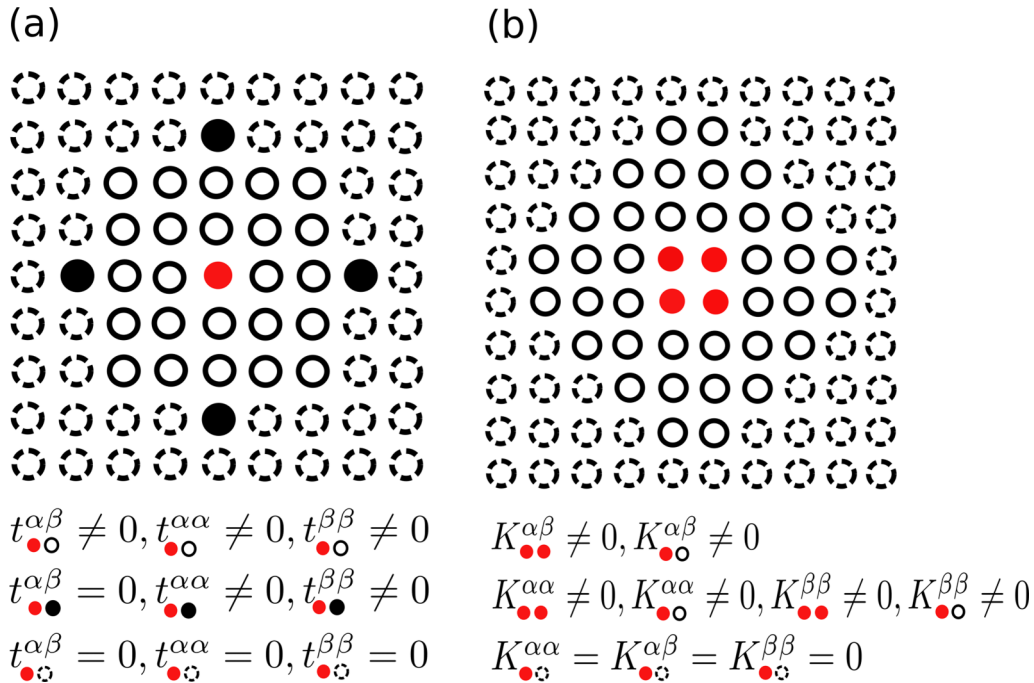 (a) (b)
t^{αβ}_{●○} ≠ 0, t^{αα}_{●○} ≠ 0, t^{ββ}_{●○} ≠ 0
t^{αβ}_{●●} = 0, t^{αα}_{●●} ≠ 0, t^{ββ}_{●●} ≠ 0
t^{αβ}_{●◌} = 0, t^{αα}_{●◌} = 0, t^{ββ}_{●◌} = 0
K^{αβ}_{●●} ≠ 0, K^{αβ}_{●○} ≠ 0
K^{αα}_{●●} ≠ 0, K^{αα}_{●○} ≠ 0, K^{ββ}_{●●} ≠ 0, K^{ββ}_{●○} ≠ 0
K^{αα}_{●◌} = K^{αβ}_{●◌} = K^{ββ}_{●◌} = 0